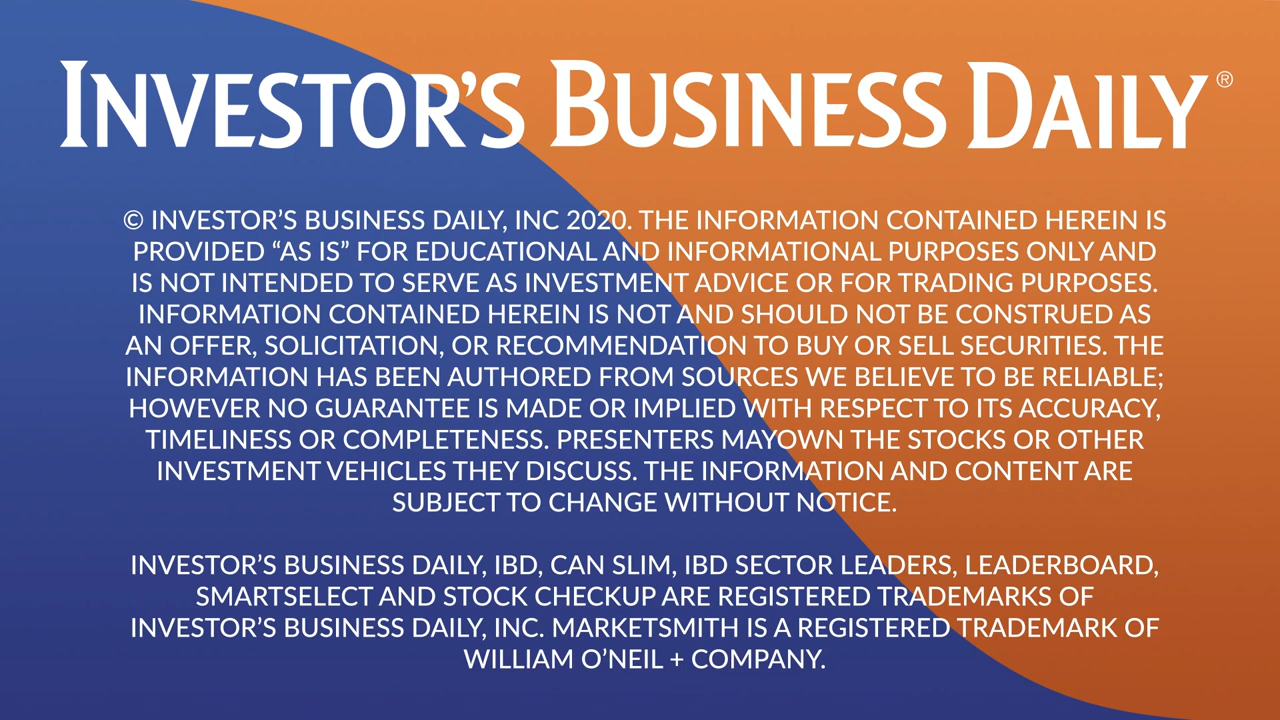 INVESTOR’S BUSINESS DAILY®
© INVESTOR’S BUSINESS DAILY, INC 2020. THE INFORMATION CONTAINED HEREIN IS
PROVIDED “AS IS” FOR EDUCATIONAL AND INFORMATIONAL PURPOSES ONLY AND
IS NOT INTENDED TO SERVE AS INVESTMENT ADVICE OR FOR TRADING PURPOSES.
INFORMATION CONTAINED HEREIN IS NOT AND SHOULD NOT BE CONSTRUED AS
AN OFFER, SOLICITATION, OR RECOMMENDATION TO BUY OR SELL SECURITIES. THE
INFORMATION HAS BEEN AUTHORED FROM SOURCES WE BELIEVE TO BE RELIABLE;
HOWEVER NO GUARANTEE IS MADE OR IMPLIED WITH RESPECT TO ITS ACCURACY,
TIMELINESS OR COMPLETENESS. PRESENTERS MAYOWN THE STOCKS OR OTHER
INVESTMENT VEHICLES THEY DISCUSS. THE INFORMATION AND CONTENT ARE
SUBJECT TO CHANGE WITHOUT NOTICE.
INVESTOR’S BUSINESS DAILY, IBD, CAN SLIM, IBD SECTOR LEADERS, LEADERBOARD,
SMARTSELECT AND STOCK CHECKUP ARE REGISTERED TRADEMARKS OF
INVESTOR’S BUSINESS DAILY, INC. MARKETSMITH IS A REGISTERED TRADEMARK OF
WILLIAM O’NEIL + COMPANY.